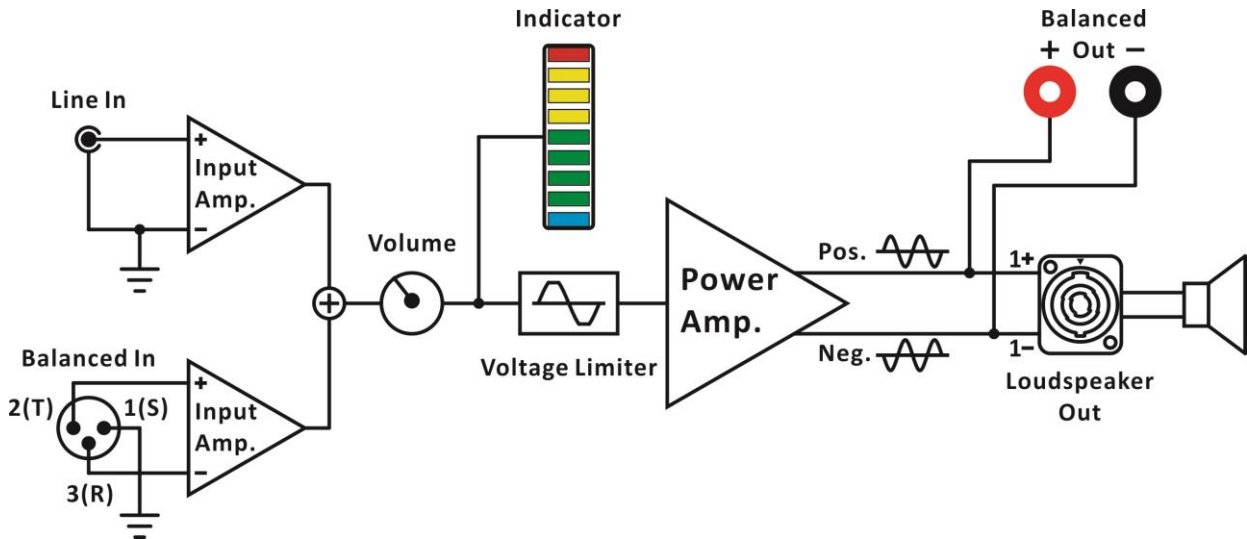 Indicator
Balanced
+ Out −
Line In
+
Input
Amp.
−
Volume
Pos.
1+
Power
Amp.
+
Voltage Limiter
Neg.
1−
Loudspeaker
Out
Balanced In
2(T)
1(S)
3(R)
+
Input
Amp.
−